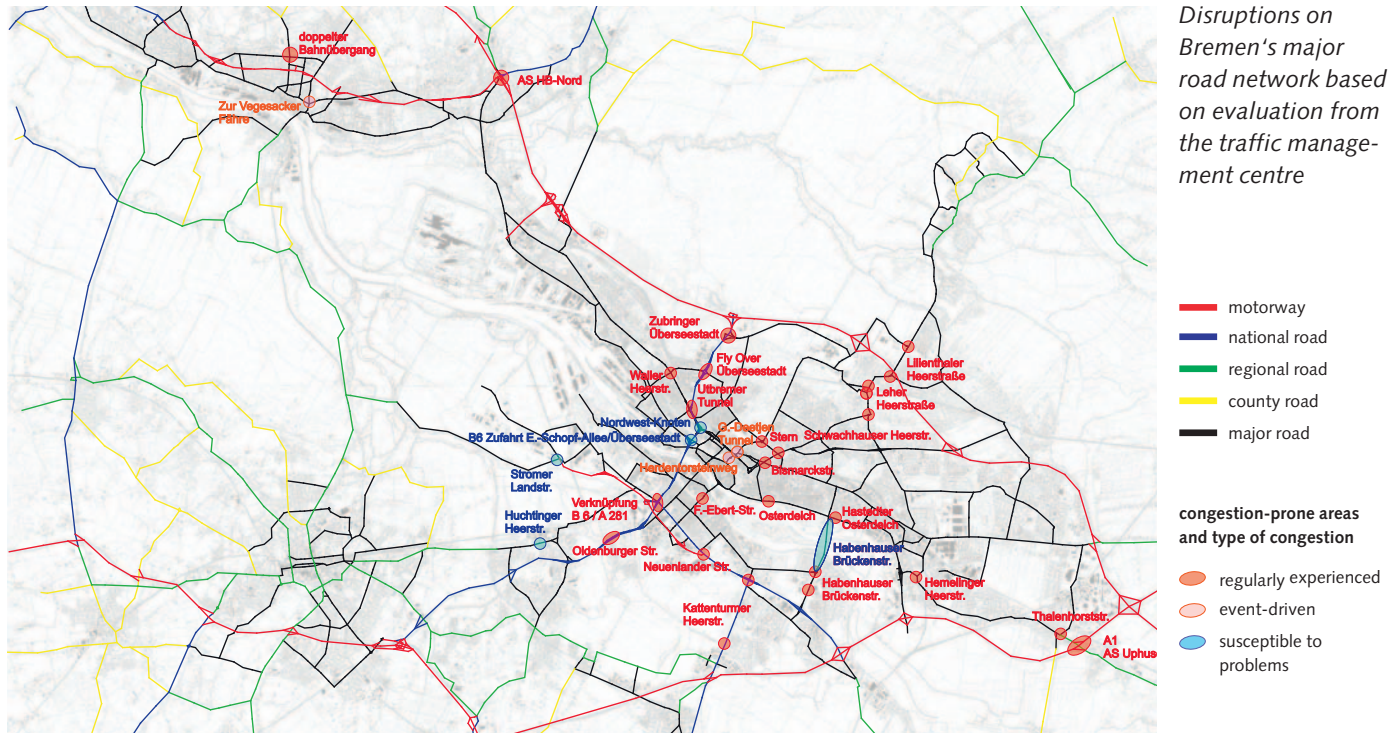 Disruptions on
Bremen‘s major
road network based
on evaluation from
the traffic manage-
ment centre
doppelter
Bahnübergang
AS HB-Nord
Zur Vegesacker
Fähre
Zubringer
Überseestadt
Fly Over
Überseestadt
Waller
Heerstr.
Utbremer
Tunnel
Lilienthaler
Heerstraße
Leher
Heerstraße
Nordwest-Knoten
G.-Deetjen
Tunnel
B6 Zufahrt E.-Schopf-Allee/Überseestadt
Stern
Schwachhauser Heerstr.
Herdentorsteinweg
Bismarckstr.
Stromer
Landstr.
Verknüpfung
B 6 / A 281
F.-Ebert-Str.
Osterdeich
Hastedter
Osterdeich
Huchtinger
Heerstr.
Oldenburger Str.
Neuenlander Str.
Habenhauser
Brückenstr.
Habenhauser
Brückenstr.
Hemelinger
Heerstr.
Kattenturmer
Heerstr.
Thalenhorststr.
A1
AS Uphus
motorway
national road
regional road
county road
major road
congestion-prone areas
and type of congestion
regularly experienced
event-driven
susceptible to
problems